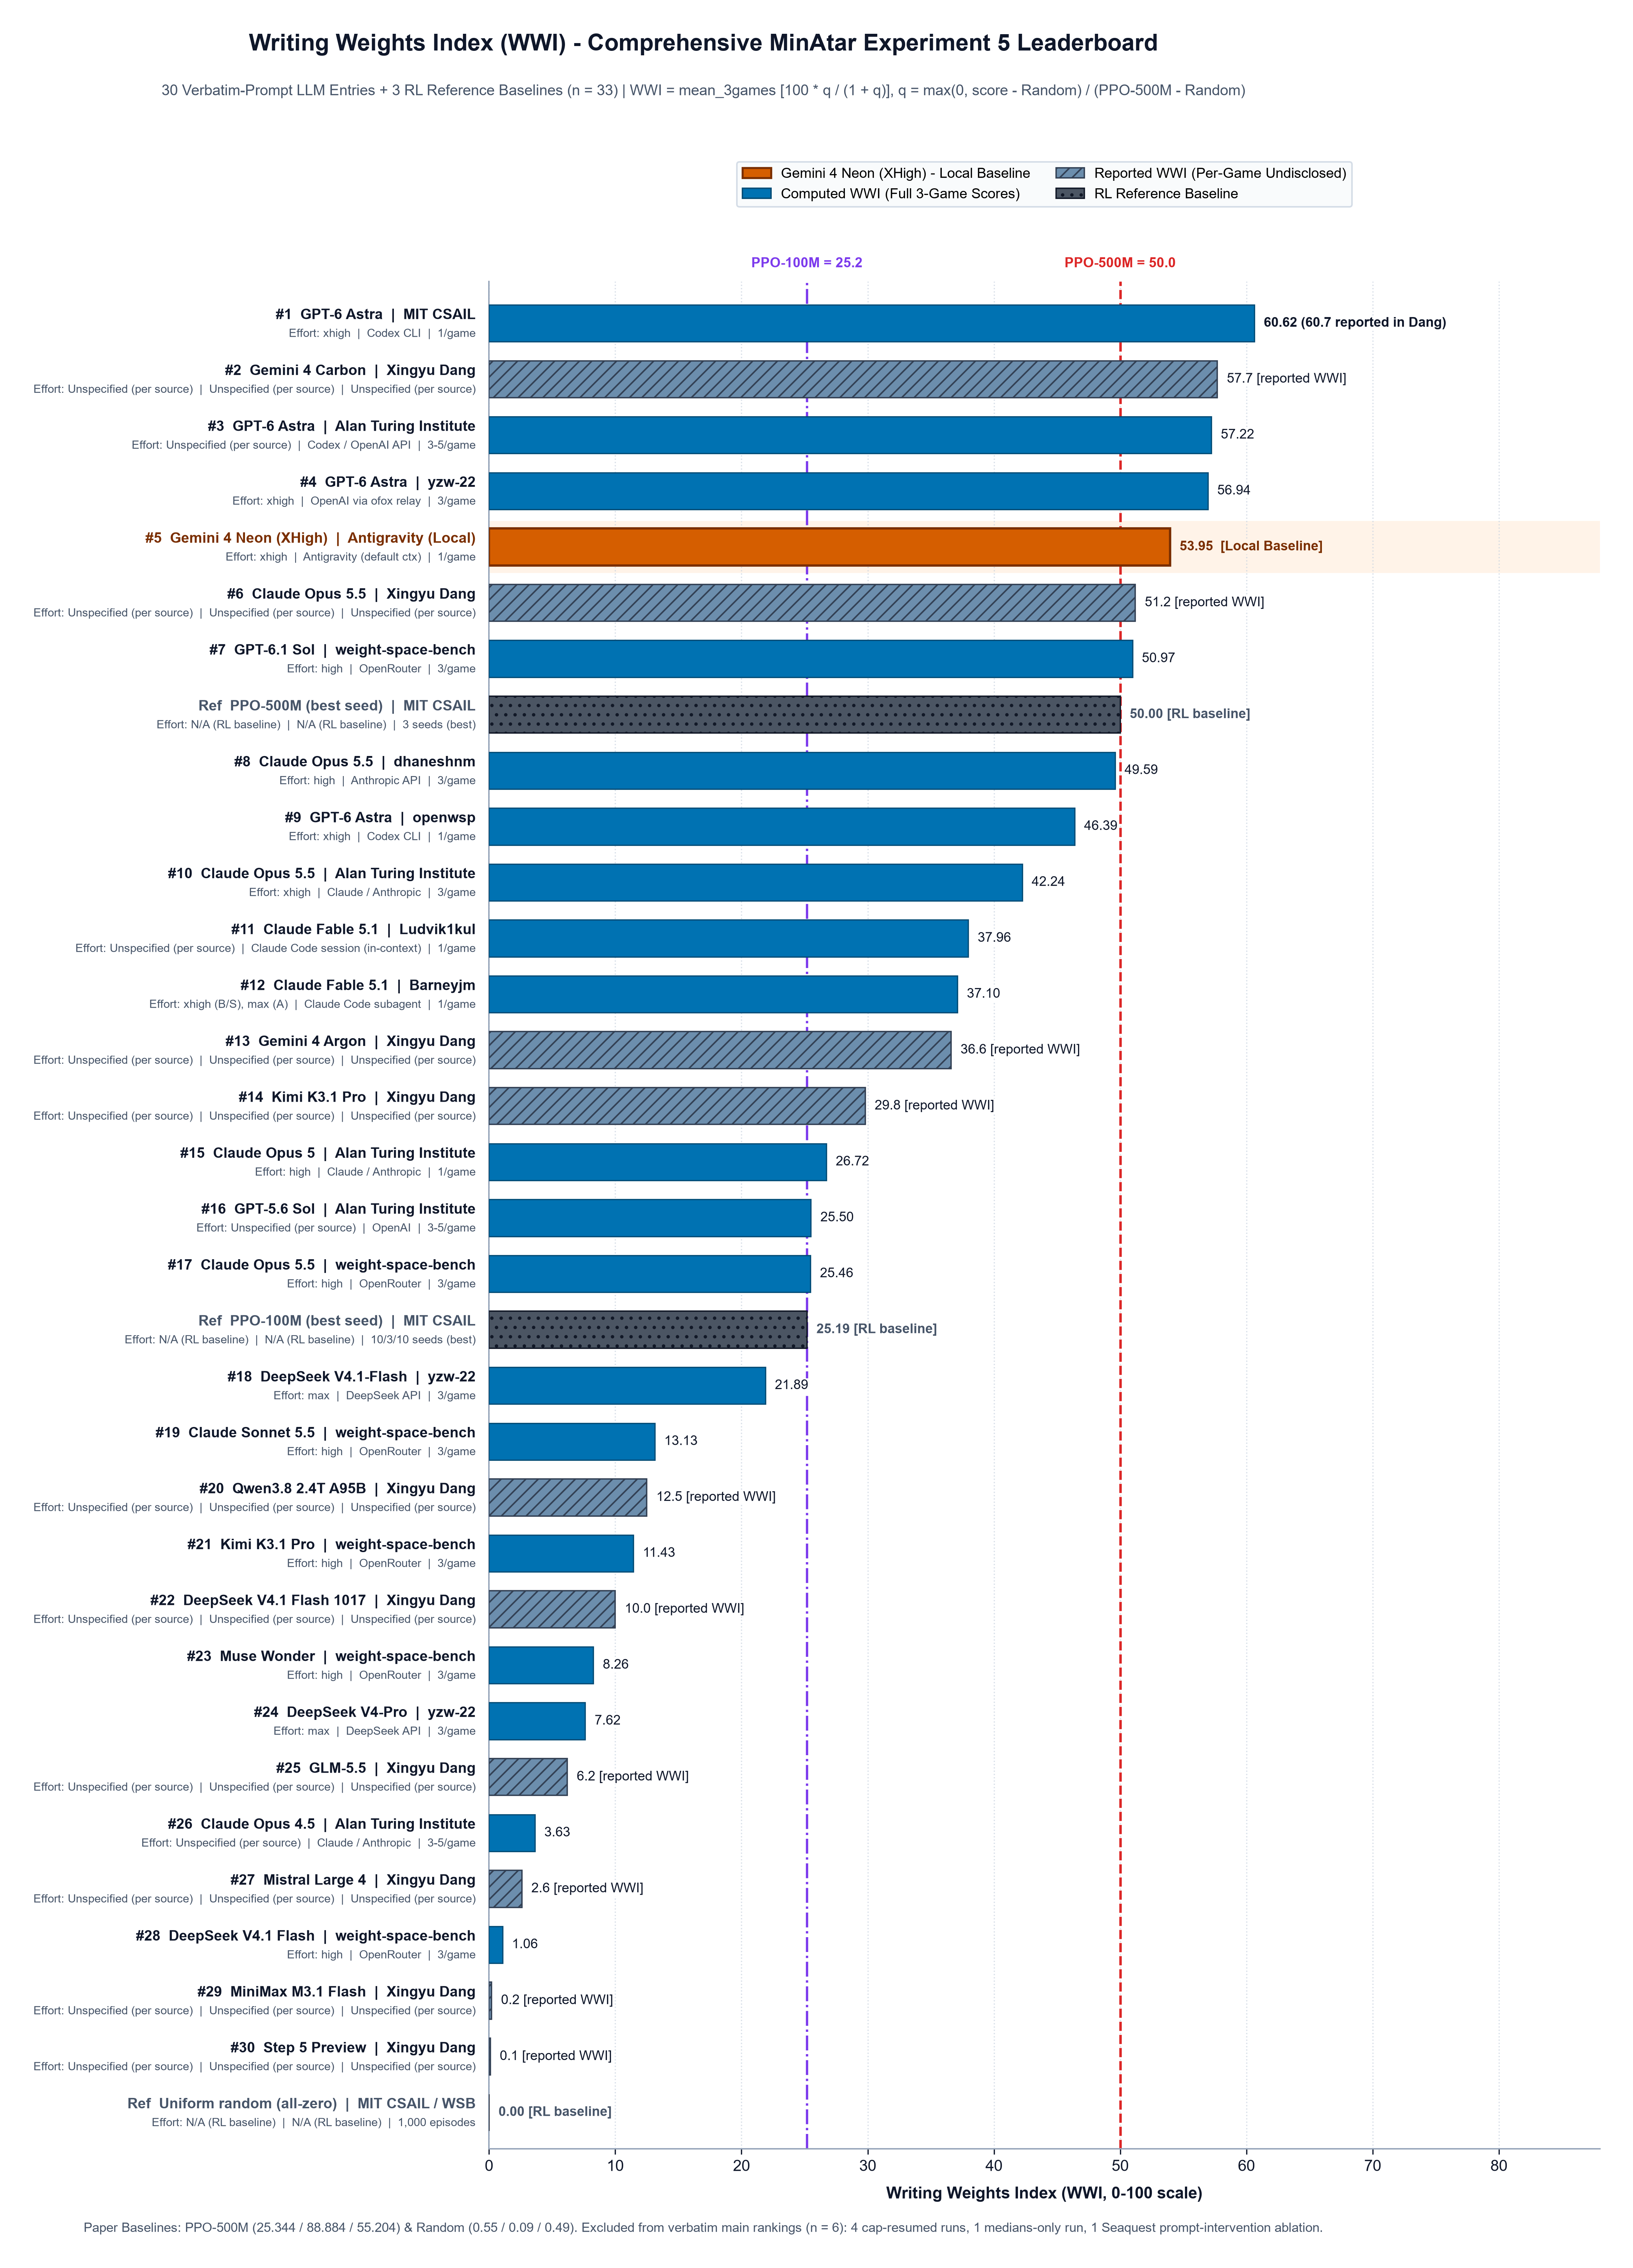 Writing Weights Index (WWI) - Comprehensive MinAtar Experiment 5 Leaderboard
30 Verbatim-Prompt LLM Entries + 3 RL Reference Baselines (n = 33) | WWI = mean_3games [100 * q / (1 + q)], q = max(0, score - Random) / (PPO-500M - Random)
Gemini 4 Neon (XHigh) - Local Baseline
Computed WWI (Full 3-Game Scores)
Reported WWI (Per-Game Undisclosed)
RL Reference Baseline
PPO-100M = 25.2
PPO-500M = 50.0
#1 GPT-6 Astra | MIT CSAIL
Effort: xhigh | Codex CLI | 1/game
60.62 (60.7 reported in Dang)
#2 Gemini 4 Carbon | Xingyu Dang
Effort: Unspecified (per source) | Unspecified (per source) | Unspecified (per source)
57.7 [reported WWI]
#3 GPT-6 Astra | Alan Turing Institute
Effort: Unspecified (per source) | Codex / OpenAI API | 3-5/game
57.22
#4 GPT-6 Astra | yzw-22
Effort: xhigh | OpenAI via ofox relay | 3/game
56.94
#5 Gemini 4 Neon (XHigh) | Antigravity (Local)
Effort: xhigh | Antigravity (default ctx) | 1/game
53.95 [Local Baseline]
#6 Claude Opus 5.5 | Xingyu Dang
Effort: Unspecified (per source) | Unspecified (per source) | Unspecified (per source)
51.2 [reported WWI]
#7 GPT-6.1 Sol | weight-space-bench
Effort: high | OpenRouter | 3/game
50.97
Ref PPO-500M (best seed) | MIT CSAIL
Effort: N/A (RL baseline) | N/A (RL baseline) | 3 seeds (best)
50.00 [RL baseline]
#8 Claude Opus 5.5 | dhaneshnm
Effort: high | Anthropic API | 3/game
49.59
#9 GPT-6 Astra | openwsp
Effort: xhigh | Codex CLI | 1/game
46.39
#10 Claude Opus 5.5 | Alan Turing Institute
Effort: xhigh | Claude / Anthropic | 3/game
42.24
#11 Claude Fable 5.1 | Ludvik1kul
Effort: Unspecified (per source) | Claude Code session (in-context) | 1/game
37.96
#12 Claude Fable 5.1 | Barneyjm
Effort: xhigh (B/S), max (A) | Claude Code subagent | 1/game
37.10
#13 Gemini 4 Argon | Xingyu Dang
Effort: Unspecified (per source) | Unspecified (per source) | Unspecified (per source)
36.6 [reported WWI]
#14 Kimi K3.1 Pro | Xingyu Dang
Effort: Unspecified (per source) | Unspecified (per source) | Unspecified (per source)
29.8 [reported WWI]
#15 Claude Opus 5 | Alan Turing Institute
Effort: high | Claude / Anthropic | 1/game
26.72
#16 GPT-5.6 Sol | Alan Turing Institute
Effort: Unspecified (per source) | OpenAI | 3-5/game
25.50
#17 Claude Opus 5.5 | weight-space-bench
Effort: high | OpenRouter | 3/game
25.46
Ref PPO-100M (best seed) | MIT CSAIL
Effort: N/A (RL baseline) | N/A (RL baseline) | 10/3/10 seeds (best)
25.19 [RL baseline]
#18 DeepSeek V4.1-Flash | yzw-22
Effort: max | DeepSeek API | 3/game
21.89
#19 Claude Sonnet 5.5 | weight-space-bench
Effort: high | OpenRouter | 3/game
13.13
#20 Qwen3.8 2.4T A95B | Xingyu Dang
Effort: Unspecified (per source) | Unspecified (per source) | Unspecified (per source)
12.5 [reported WWI]
#21 Kimi K3.1 Pro | weight-space-bench
Effort: high | OpenRouter | 3/game
11.43
#22 DeepSeek V4.1 Flash 1017 | Xingyu Dang
Effort: Unspecified (per source) | Unspecified (per source) | Unspecified (per source)
10.0 [reported WWI]
#23 Muse Wonder | weight-space-bench
Effort: high | OpenRouter | 3/game
8.26
#24 DeepSeek V4-Pro | yzw-22
Effort: max | DeepSeek API | 3/game
7.62
#25 GLM-5.5 | Xingyu Dang
Effort: Unspecified (per source) | Unspecified (per source) | Unspecified (per source)
6.2 [reported WWI]
#26 Claude Opus 4.5 | Alan Turing Institute
Effort: Unspecified (per source) | Claude / Anthropic | 3-5/game
3.63
#27 Mistral Large 4 | Xingyu Dang
Effort: Unspecified (per source) | Unspecified (per source) | Unspecified (per source)
2.6 [reported WWI]
#28 DeepSeek V4.1 Flash | weight-space-bench
Effort: high | OpenRouter | 3/game
1.06
#29 MiniMax M3.1 Flash | Xingyu Dang
Effort: Unspecified (per source) | Unspecified (per source) | Unspecified (per source)
0.2 [reported WWI]
#30 Step 5 Preview | Xingyu Dang
Effort: Unspecified (per source) | Unspecified (per source) | Unspecified (per source)
0.1 [reported WWI]
Ref Uniform random (all-zero) | MIT CSAIL / WSB
Effort: N/A (RL baseline) | N/A (RL baseline) | 1,000 episodes
0.00 [RL baseline]
0 10 20 30 40 50 60 70 80
Writing Weights Index (WWI, 0-100 scale)
Paper Baselines: PPO-500M (25.344 / 88.884 / 55.204) & Random (0.55 / 0.09 / 0.49). Excluded from verbatim main rankings (n = 6): 4 cap-resumed runs, 1 medians-only run, 1 Seaquest prompt-intervention ablation.